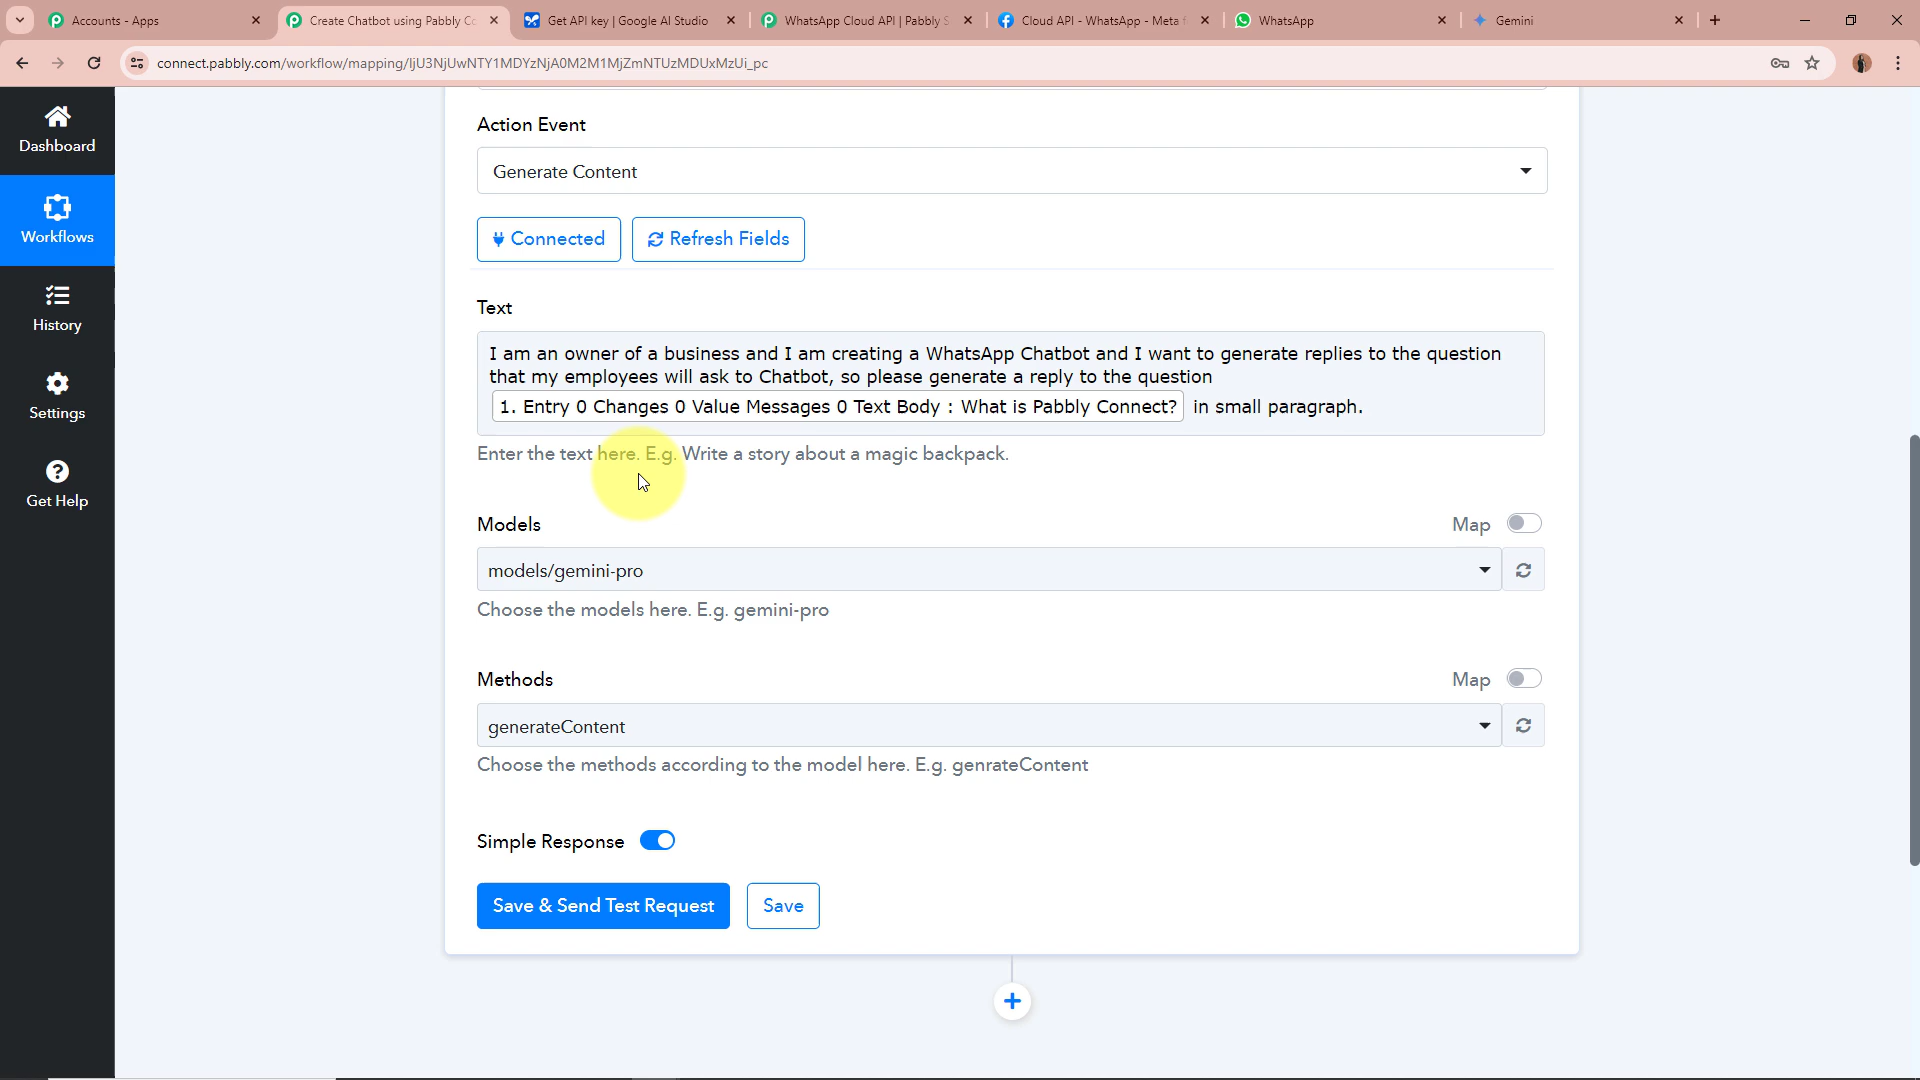 Accounts - Apps
Create Chatbot using Pabbly Co
Get API key | Google AI Studio
WhatsApp Cloud API | Pabbly S
Cloud API - WhatsApp - Meta f
WhatsApp
Gemini
connect.pabbly.com/workflow/mapping/IjU3NjUwNTY1MDYzNjA0M2M1MjZmNTUzMDUxMzUi_pc
Dashboard
Workflows
History
Settings
Get Help
Action Event
Generate Content
Connected
Refresh Fields
Text
I am an owner of a business and I am creating a WhatsApp Chatbot and I want to generate replies to the question
that my employees will ask to Chatbot, so please generate a reply to the question
1. Entry 0 Changes 0 Value Messages 0 Text Body : What is Pabbly Connect? in small paragraph.
Enter the text here. E.g. Write a story about a magic backpack.
Models
Map
models/gemini-pro
Choose the models here. E.g. gemini-pro
Methods
Map
generateContent
Choose the methods according to the model here. E.g. genrateContent
Simple Response
Save & Send Test Request
Save